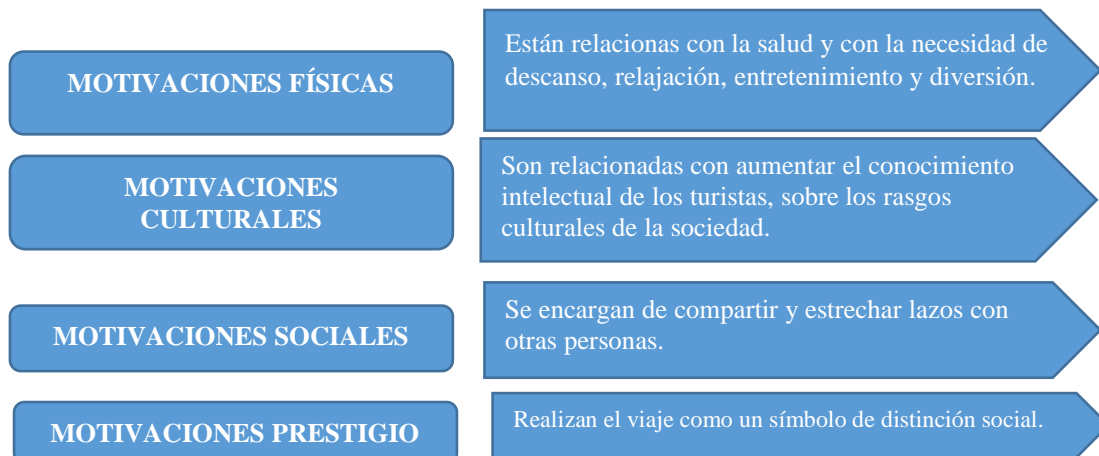 MOTIVACIONES FÍSICAS
Están relacionas con la salud y con la necesidad de
descanso, relajación, entretenimiento y diversión.
MOTIVACIONES
CULTURALES
Son relacionadas con aumentar el conocimiento
intelectual de los turistas, sobre los rasgos
culturales de la sociedad.
MOTIVACIONES SOCIALES
Se encargan de compartir y estrechar lazos con
otras personas.
MOTIVACIONES PRESTIGIO
Realizan el viaje como un símbolo de distinción social.